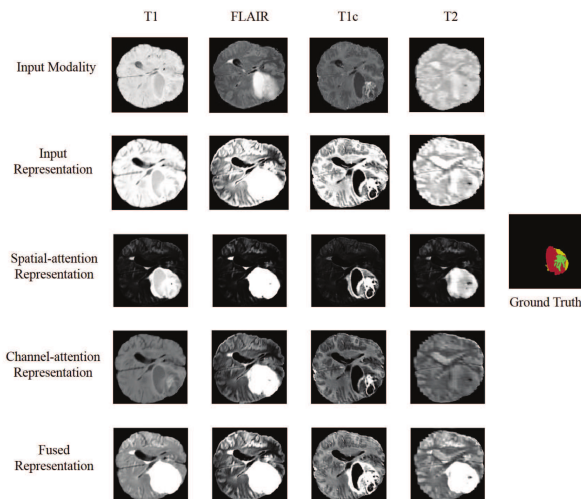 T1 FLAIR T1c T2
Input Modality
Input
Representation
Spatial-attention
Representation
Ground Truth
Channel-attention
Representation
Fused
Representation